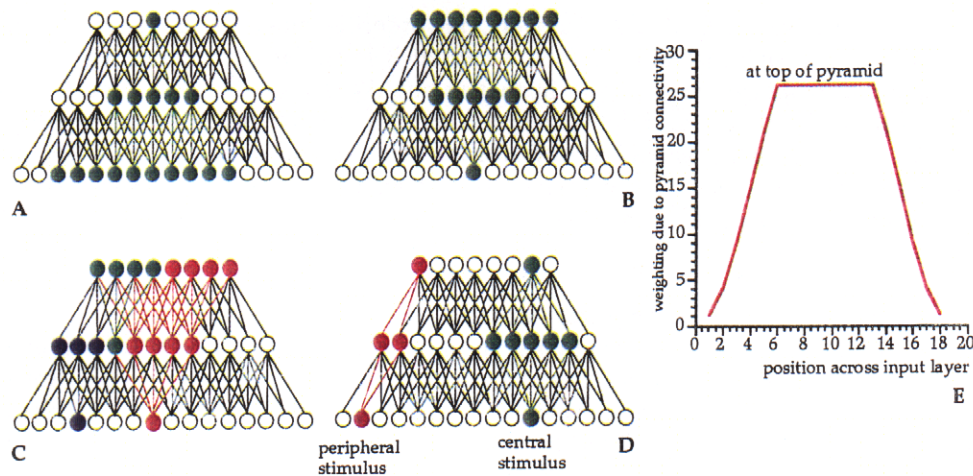 A
B
C
peripheral
stimulus
central
stimulus
D
at top of pyramid
weighting due to pyramid connectivity
30
25
20
15
10
5
0
0 2 4 6 8 10 12 14 16 18 20
position across input layer
E